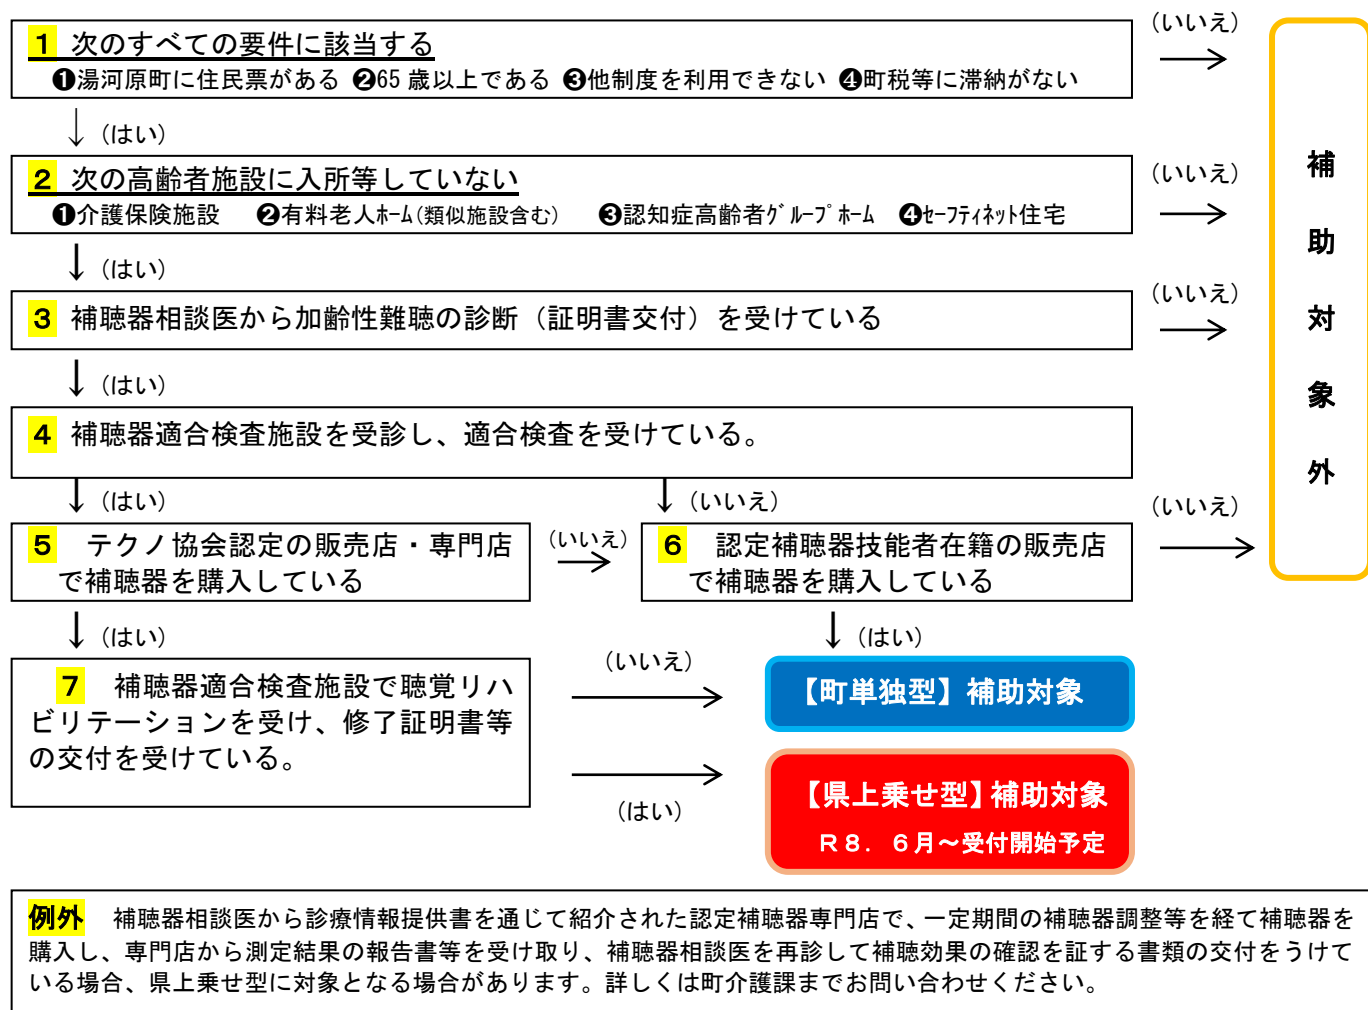 1 次のすべての要件に該当する
❶湯河原町に住民票がある ❷65 歳以上である ❸他制度を利用できない ❹町税等に滞納がない
(いいえ)
→
↓ (はい)
2 次の高齢者施設に入所等していない
❶介護保険施設 ❷有料老人ﾎｰﾑ(類似施設含む) ❸認知症高齢者ｸﾞﾙｰﾌﾟﾎｰﾑ ❹ｾｰﾌﾃｨﾈｯﾄ住宅
(いいえ)
→
↓ (はい)
3 補聴器相談医から加齢性難聴の診断（証明書交付）を受けている
(いいえ)
→
↓ (はい)
4 補聴器適合検査施設を受診し、適合検査を受けている。
↓ (はい)
↓ (いいえ)
5 テクノ協会認定の販売店・専門店
で補聴器を購入している
(いいえ)
→
6 認定補聴器技能者在籍の販売店
で補聴器を購入している
(いいえ)
→
補助対象外
↓ (はい)
↓ (はい)
7 補聴器適合検査施設で聴覚リハ
ビリテーションを受け、修了証明書等
の交付を受けている。
(いいえ)
→
【町単独型】補助対象
→
(はい)
【県上乗せ型】補助対象
Ｒ８．６月～受付開始予定
例外 補聴器相談医から診療情報提供書を通じて紹介された認定補聴器専門店で、一定期間の補聴器調整等を経て補聴器を
購入し、専門店から測定結果の報告書等を受け取り、補聴器相談医を再診して補聴効果の確認を証する書類の交付をうけて
いる場合、県上乗せ型に対象となる場合があります。詳しくは町介護課までお問い合わせください。